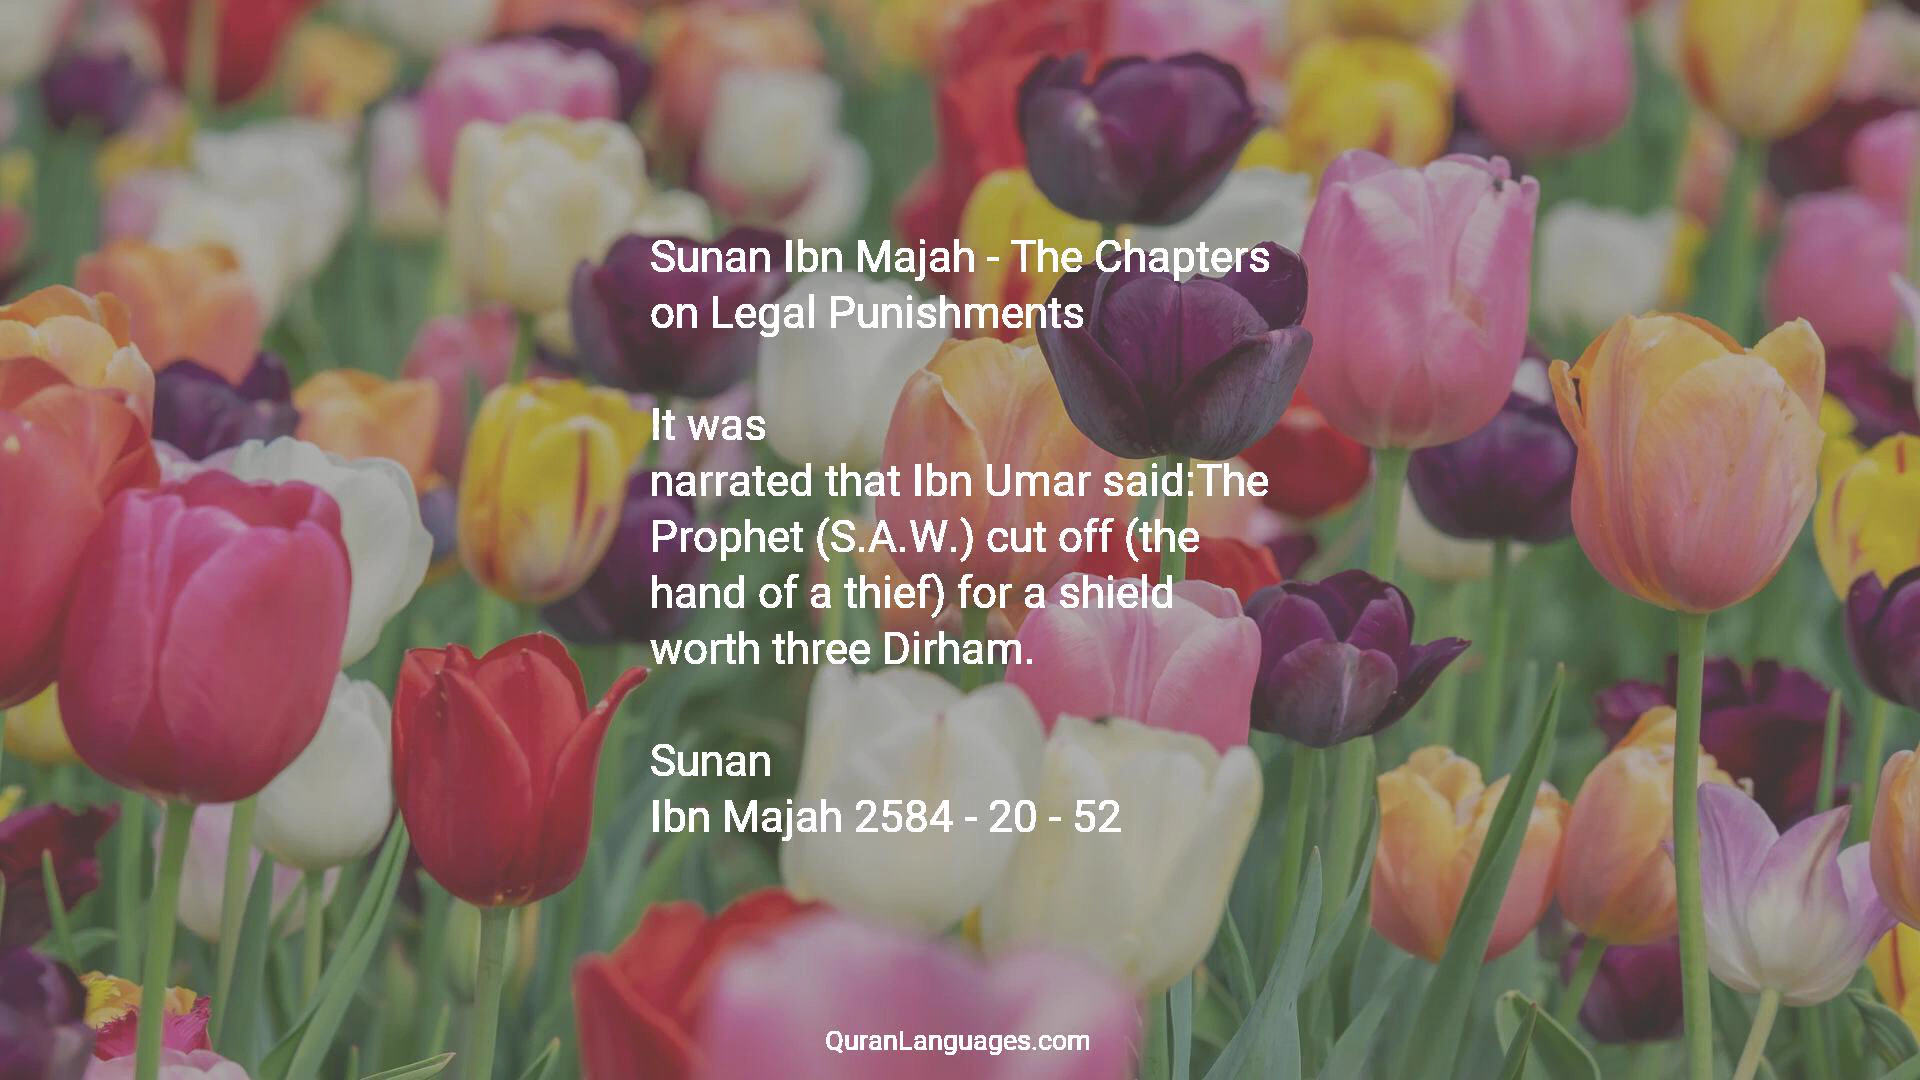 Sunan Ibn Majah - The Chapters
on Legal Punishments
It was
narrated that Ibn Umar said:The
Prophet (S.A.W.) cut off (the
hand of a thief) for a shield
worth three Dirham.
Sunan
Ibn Majah 2584 - 20 - 52
QuranLanguages.com